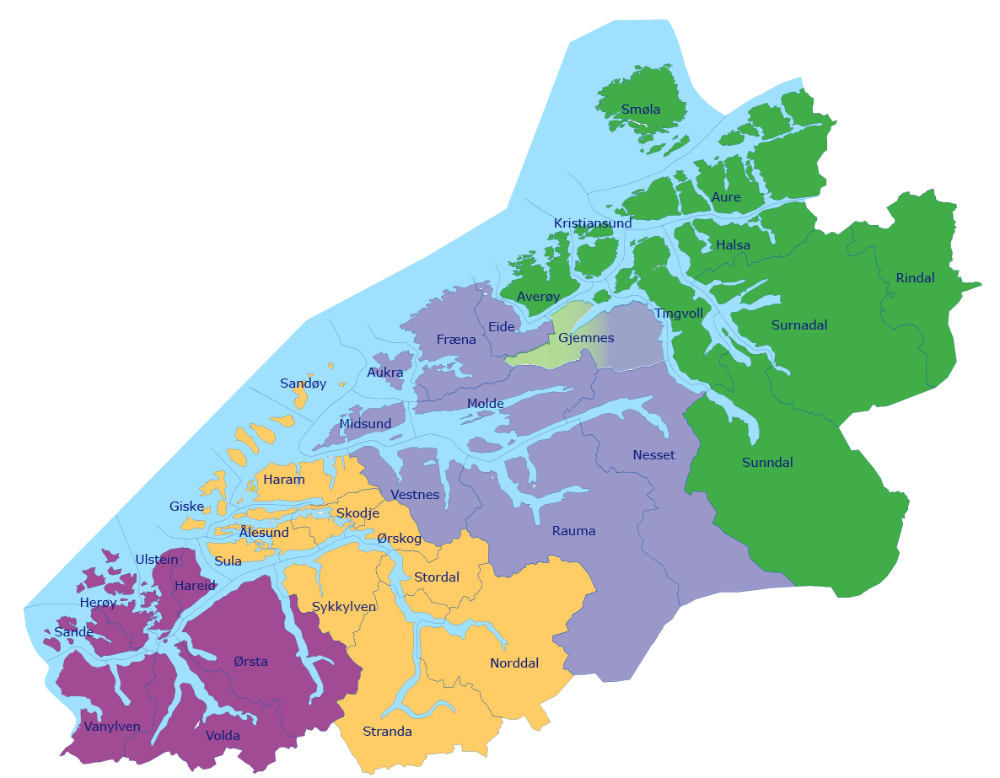 Smøla
Aure
Kristiansund
Halsa
Rindal
Averøy
Tingvoll
Surnadal
Eide
Gjemnes
Fræna
Aukra
Sandøy
Molde
Midsund
Nesset
Sunndal
Haram
Vestnes
Giske
Skodje
Ålesund
Rauma
Ørskog
Ulstein
Sula
Stordal
Hareid
Herøy
Sykkylven
Sande
Ørsta
Norddal
Vanylven
Stranda
Volda